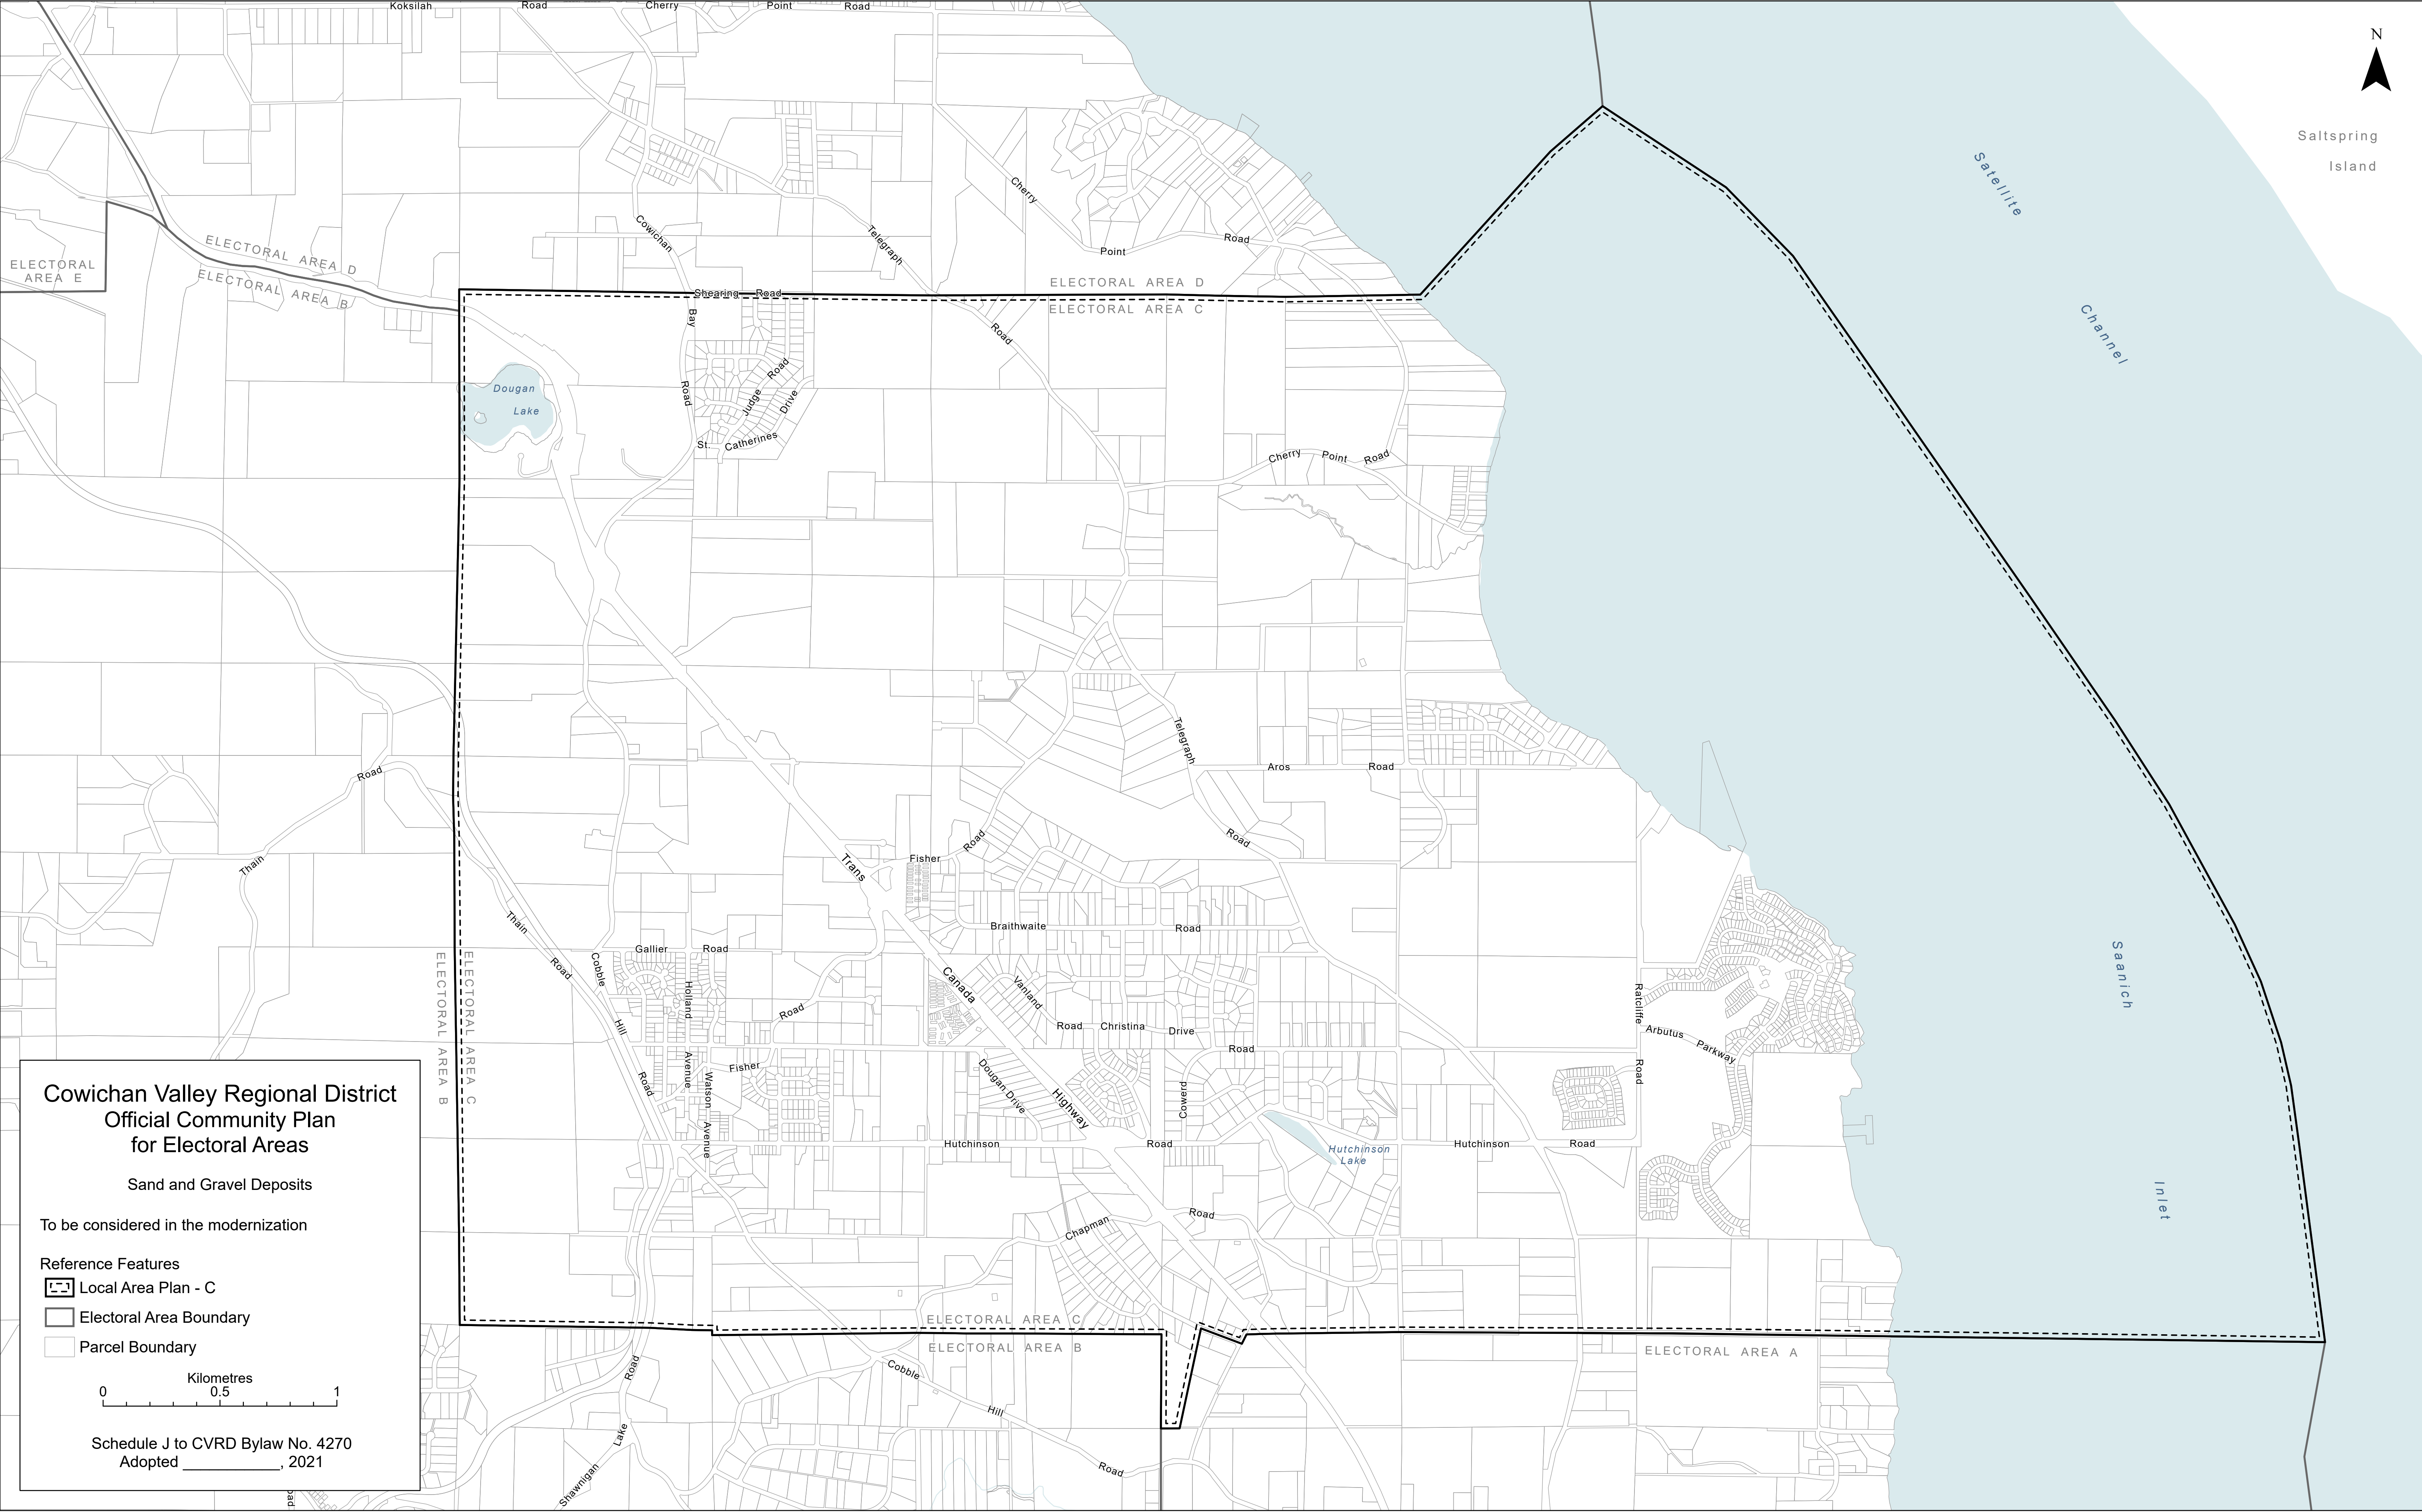 Koksilah Road Cherry Point Road
N
Saltspring
Island
Satellite
Channel
Saanich
Inlet
Cherry
Point
Road
Cowichan
Telegraph
ELECTORAL AREA D
ELECTORAL AREA B
ELECTORAL
AREA E
ELECTORAL AREA D
ELECTORAL AREA C
Shearing Road
Bay
Road
Road
Dougan
Lake
Judge Road
St. Catherines Drive
Cherry Point Road
Telegraph
Road
Aros Road
Thain
Road
Thain
Road
Trans
Canada
Highway
Fisher Road
Braithwaite Road
Gallier Road
Cobble
Hill
Road
Holland
Avenue
Watson
Avenue
Road
Fisher
Vanland
Road
Christina Drive
Road
Dougan Drive
Coward
Ratcliffe
Road
Arbutus
Parkway
Hutchinson Road
Hutchinson Road
Hutchinson
Lake
Chapman
Road
ELECTORAL AREA B
ELECTORAL AREA C
ELECTORAL AREA C
ELECTORAL AREA B
ELECTORAL AREA A
Cobble
Hill
Road
Shawnigan
Lake
Road
oad
Cowichan Valley Regional District
Official Community Plan
for Electoral Areas
Sand and Gravel Deposits
To be considered in the modernization
Reference Features
Local Area Plan - C
Electoral Area Boundary
Parcel Boundary
Kilometres
0 0.5 1
Schedule J to CVRD Bylaw No. 4270
Adopted ____________, 2021